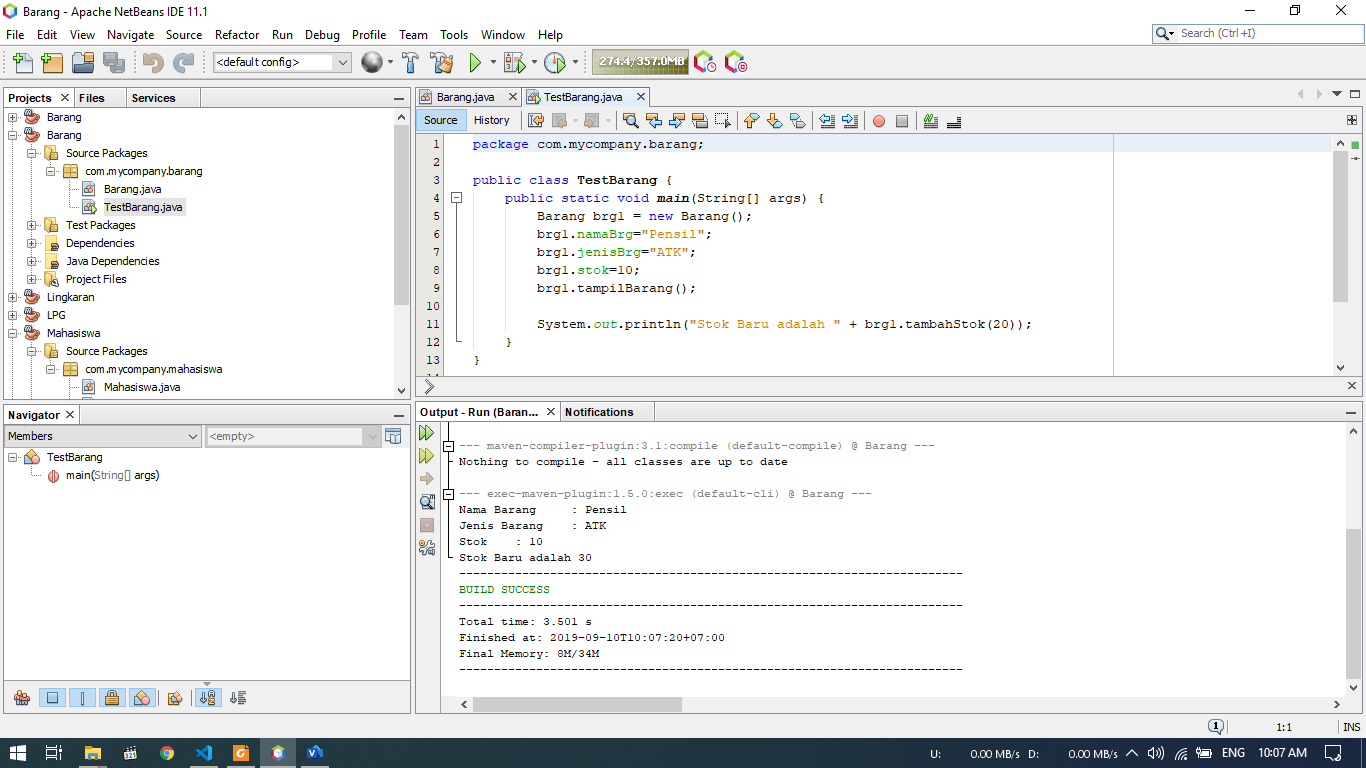 Barang - Apache NetBeans IDE 11.1
File Edit View Navigate Source Refactor Run Debug Profile Team Tools Window Help
Search (Ctrl+I)
<default config>
274.4/357.0MB
Projects Files Services
Barang
Barang
Source Packages
com.mycompany.barang
Barang.java
TestBarang.java
Test Packages
Dependencies
Java Dependencies
Project Files
Lingkaran
LPG
Mahasiswa
Source Packages
com.mycompany.mahasiswa
Mahasiswa.java
Navigator
Members
<empty>
TestBarang
main(String[] args)
Barang.java TestBarang.java
Source History
1 package com.mycompany.barang;
2
3 public class TestBarang {
4 public static void main(String[] args) {
5 Barang brg1 = new Barang();
6 brg1.namaBrg="Pensil";
7 brg1.jenisBrg="ATK";
8 brg1.stok=10;
9 brg1.tampilBarang();
10
11 System.out.println("Stok Baru adalah " + brg1.tambahStok(20));
12 }
13 }
Output - Run (Baran... Notifications
--- maven-compiler-plugin:3.1:compile (default-compile) @ Barang ---
Nothing to compile - all classes are up to date
--- exec-maven-plugin:1.5.0:exec (default-cli) @ Barang ---
Nama Barang : Pensil
Jenis Barang : ATK
Stok : 10
Stok Baru adalah 30
------------------------------------------------------------------------
BUILD SUCCESS
------------------------------------------------------------------------
Total time: 3.501 s
Finished at: 2019-09-10T10:07:20+07:00
Final Memory: 8M/34M
------------------------------------------------------------------------
1
1:1 INS
U: 0.00 MB/s D: 0.00 MB/s ENG 10:07 AM